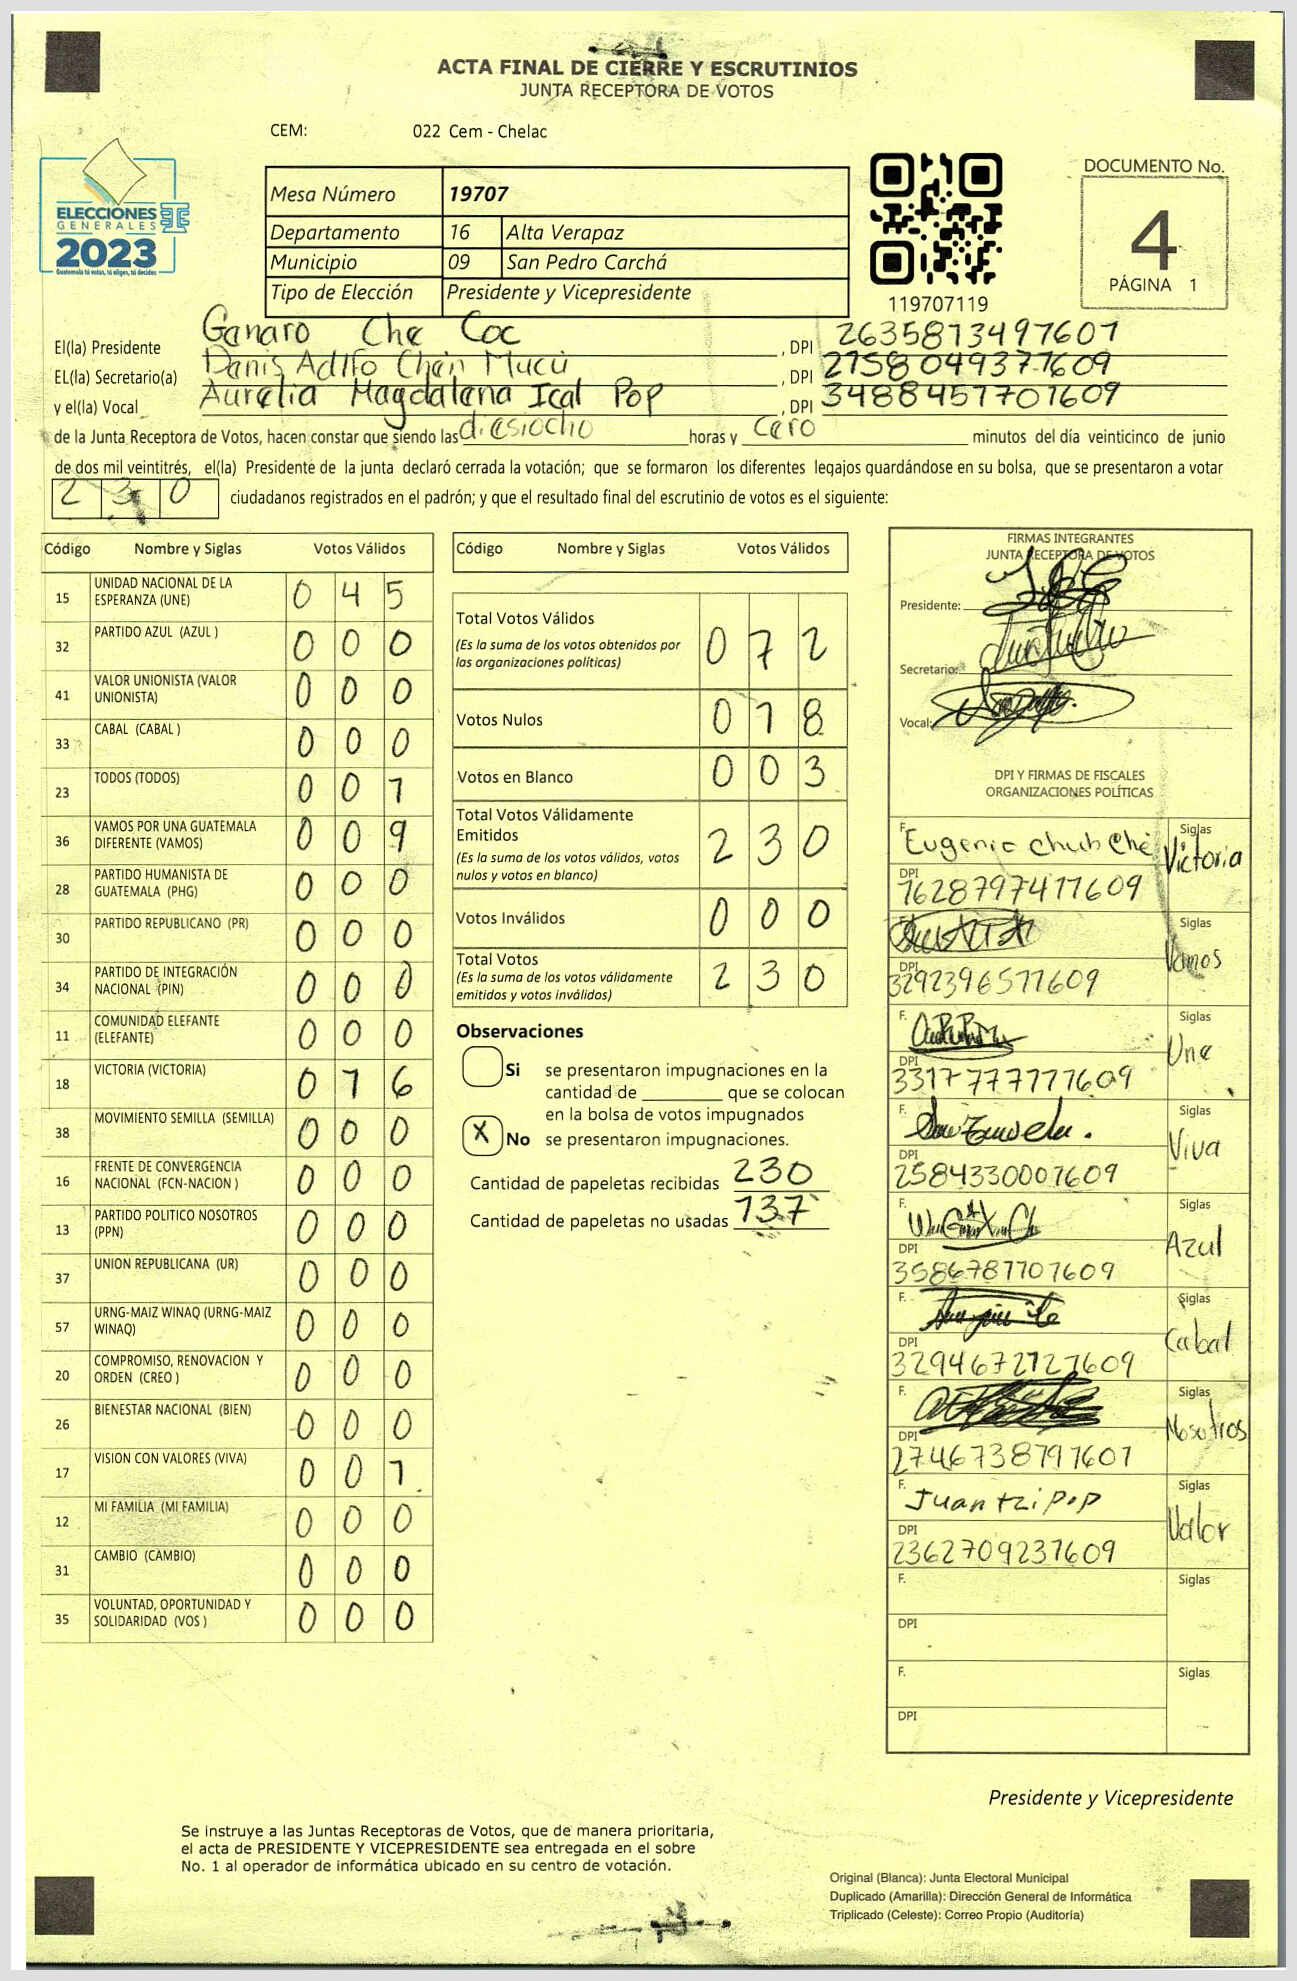 ACTA FINAL DE CIERRE Y ESCRUTINIOS
JUNTA RECEPTORA DE VOTOS
CEM: 022 Cem - Chelac
ELECCIONES
GENERALES
2023
Guatemala tú votas, tú eliges, tú decides
Mesa Número 19707
Departamento 16 Alta Verapaz
Municipio 09 San Pedro Carchá
Tipo de Elección Presidente y Vicepresidente
119707119
DOCUMENTO No.
4
PÁGINA 1
El(la) Presidente Ganaro Che Coc , DPI 2635813497601
EL(la) Secretario(a) Danis Adlfo Chén Mucú , DPI 2758049377609
y el(la) Vocal Aurelia Magdalena Ical Pop , DPI 3488457701609
de la Junta Receptora de Votos, hacen constar que siendo las diesiocho horas y cero minutos del día veinticinco de junio
de dos mil veintitrés, el(la) Presidente de la junta declaró cerrada la votación; que se formaron los diferentes legajos guardándose en su bolsa, que se presentaron a votar
2 3 0 ciudadanos registrados en el padrón; y que el resultado final del escrutinio de votos es el siguiente:
Código Nombre y Siglas Votos Válidos
15 UNIDAD NACIONAL DE LA ESPERANZA (UNE) 0 4 5
32 PARTIDO AZUL (AZUL ) 0 0 0
41 VALOR UNIONISTA (VALOR UNIONISTA) 0 0 0
33 CABAL (CABAL ) 0 0 0
23 TODOS (TODOS) 0 0 1
36 VAMOS POR UNA GUATEMALA DIFERENTE (VAMOS) 0 0 9
28 PARTIDO HUMANISTA DE GUATEMALA (PHG) 0 0 0
30 PARTIDO REPUBLICANO (PR) 0 0 0
34 PARTIDO DE INTEGRACIÓN NACIONAL (PIN) 0 0 0
11 COMUNIDAD ELEFANTE (ELEFANTE) 0 0 0
18 VICTORIA (VICTORIA) 0 1 6
38 MOVIMIENTO SEMILLA (SEMILLA) 0 0 0
16 FRENTE DE CONVERGENCIA NACIONAL (FCN-NACION ) 0 0 0
13 PARTIDO POLITICO NOSOTROS (PPN) 0 0 0
37 UNION REPUBLICANA (UR) 0 0 0
57 URNG-MAIZ WINAQ (URNG-MAIZ WINAQ) 0 0 0
20 COMPROMISO, RENOVACION Y ORDEN (CREO ) 0 0 0
26 BIENESTAR NACIONAL (BIEN) 0 0 0
17 VISION CON VALORES (VIVA) 0 0 1
12 MI FAMILIA (MI FAMILIA) 0 0 0
31 CAMBIO (CAMBIO) 0 0 0
35 VOLUNTAD, OPORTUNIDAD Y SOLIDARIDAD (VOS ) 0 0 0
Código Nombre y Siglas Votos Válidos
Total Votos Válidos 0 7 2
(Es la suma de los votos obtenidos por
las organizaciones políticas)
Votos Nulos 0 1 8
Votos en Blanco 0 0 3
Total Votos Válidamente
Emitidos 2 3 0
(Es la suma de los votos válidos, votos
nulos y votos en blanco)
Votos Inválidos 0 0 0
Total Votos 2 3 0
(Es la suma de los votos válidamente
emitidos y votos inválidos)
Observaciones
Si se presentaron impugnaciones en la
cantidad de ________ que se colocan
en la bolsa de votos impugnados
X No se presentaron impugnaciones.
Cantidad de papeletas recibidas 230
Cantidad de papeletas no usadas 137
FIRMAS INTEGRANTES
JUNTA RECEPTORA DE VOTOS
Presidente:
Secretario:
Vocal:
DPI Y FIRMAS DE FISCALES
ORGANIZACIONES POLÍTICAS
F. Eugenio Chub Ché Siglas Victoria
DPI 1628797411609
F. Siglas Vamos
DPI 3292396511609
F. Siglas Une
DPI 3317777777609
F. Siglas Viva
DPI 2584330001609
F. Siglas Azul
DPI 3586781101609
F. Siglas Cabal
DPI 3294672127609
F. Siglas Nosotros
DPI 2746738791601
F. Juan tzi pop Siglas Valor
DPI 2362709237609
F. Siglas
DPI
F. Siglas
DPI
Presidente y Vicepresidente
Se instruye a las Juntas Receptoras de Votos, que de manera prioritaria,
el acta de PRESIDENTE Y VICEPRESIDENTE sea entregada en el sobre
No. 1 al operador de informática ubicado en su centro de votación.
Original (Blanca): Junta Electoral Municipal
Duplicado (Amarilla): Dirección General de Informática
Triplicado (Celeste): Correo Propio (Auditoría)